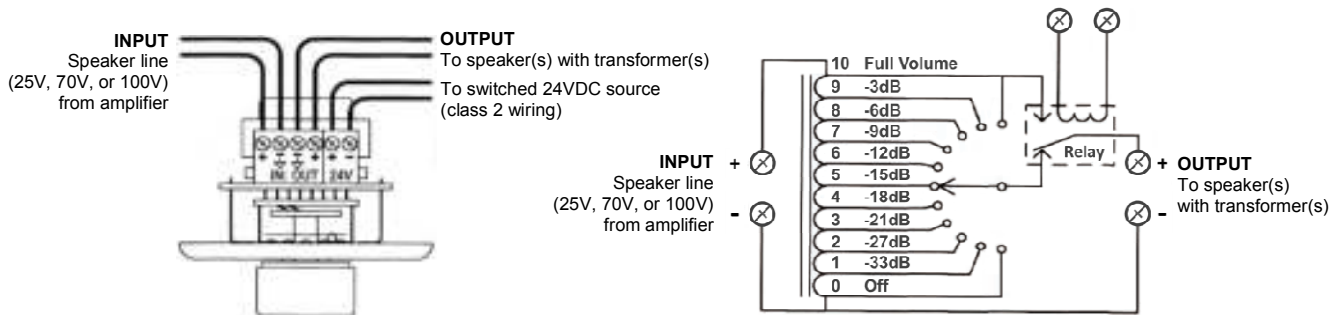 INPUT
Speaker line
(25V, 70V, or 100V)
from amplifier
OUTPUT
To speaker(s) with transformer(s)
To switched 24VDC source
(class 2 wiring)
+ - - + + -
IN OUT 24V
10 Full Volume
9 -3dB
8 -6dB
7 -9dB
6 -12dB
5 -15dB
4 -18dB
3 -21dB
2 -27dB
1 -33dB
0 Off
INPUT +
Speaker line
(25V, 70V, or 100V)
from amplifier
-
Relay
+ OUTPUT
To speaker(s)
with transformer(s)
-